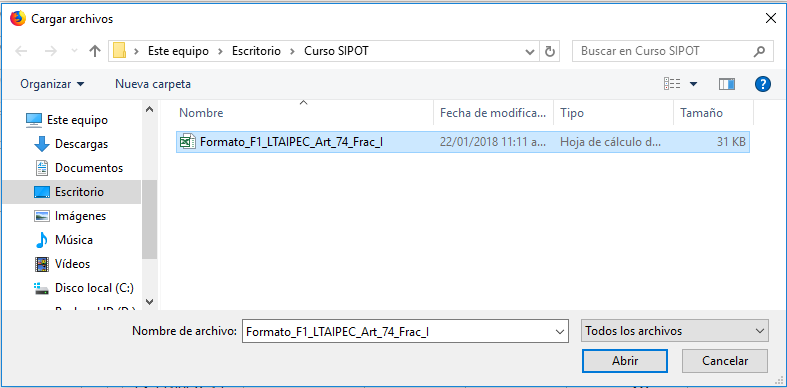 Cargar archivos
Este equipo > Escritorio > Curso SIPOT
Buscar en Curso SIPOT
Organizar
Nueva carpeta
Nombre Fecha de modifica... Tipo Tamaño
Este equipo
Formato_F1_LTAIPEC_Art_74_Frac_I 22/01/2018 11:11 a... Hoja de cálculo d... 31 KB
Descargas
Documentos
Escritorio
Imágenes
Música
Vídeos
Disco local (C:)
Nombre de archivo: Formato_F1_LTAIPEC_Art_74_Frac_I Todos los archivos
Abrir Cancelar